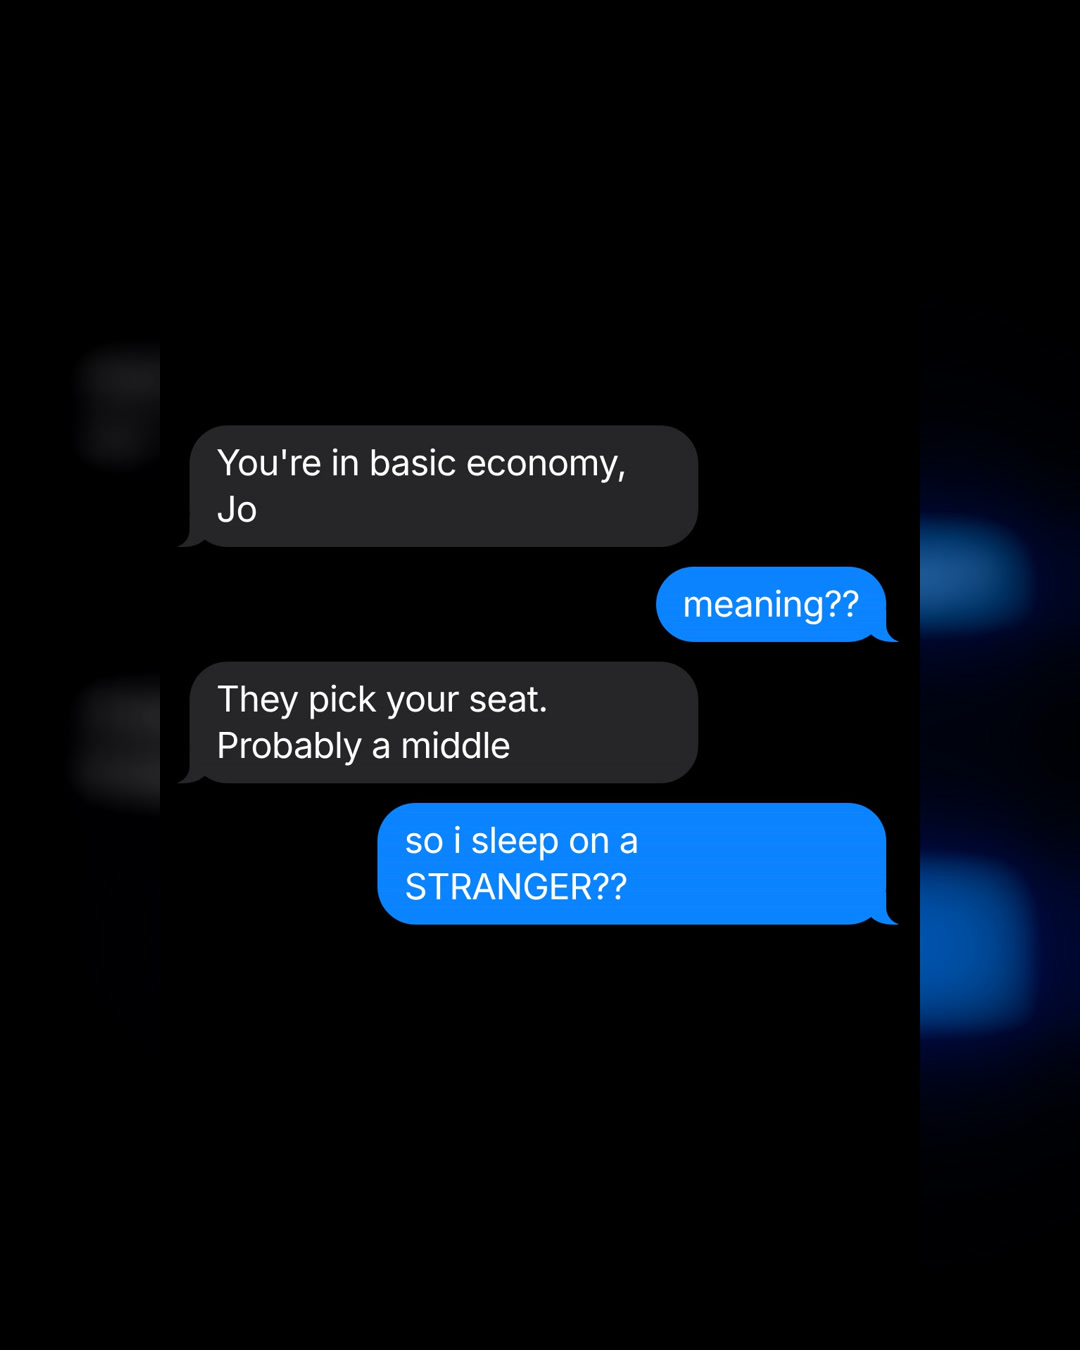 You're in basic economy,
Jo
meaning??
They pick your seat.
Probably a middle
so i sleep on a
STRANGER??